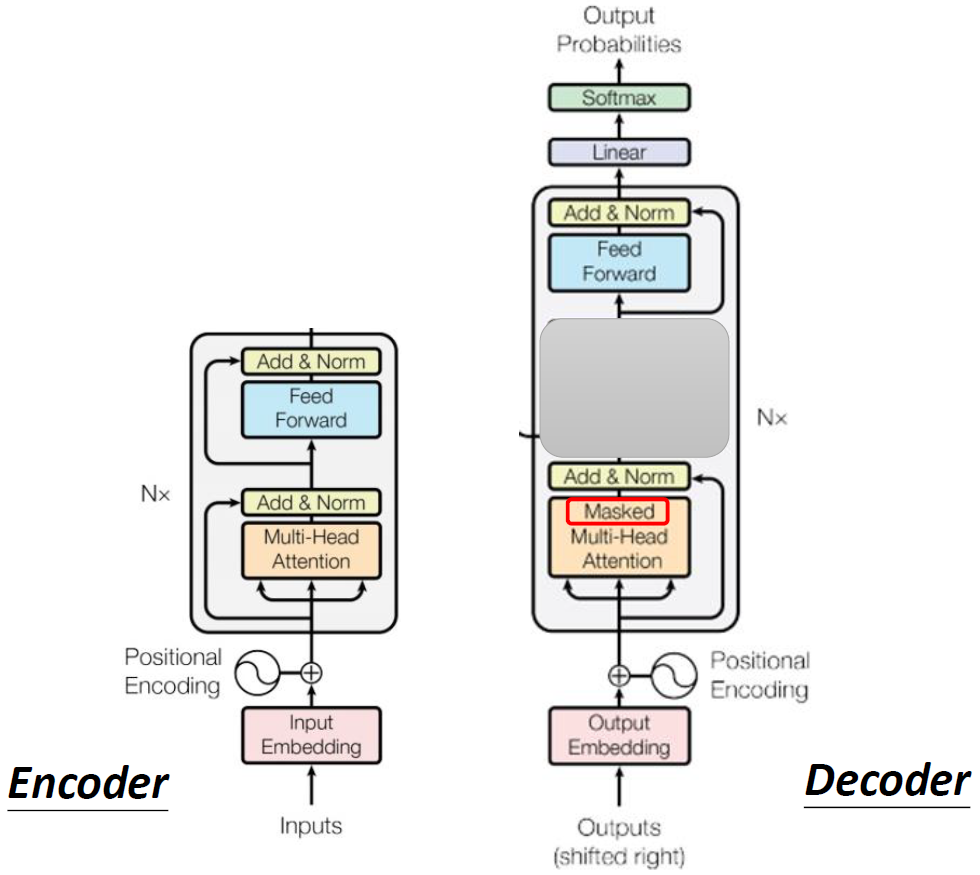 Output
Probabilities
Softmax
Linear
Add & Norm
Feed
Forward
Nx
Add & Norm
Masked
Multi-Head
Attention
Positional
Encoding
Output
Embedding
Outputs
(shifted right)
Decoder
Add & Norm
Feed
Forward
Nx
Add & Norm
Multi-Head
Attention
Positional
Encoding
Input
Embedding
Inputs
Encoder